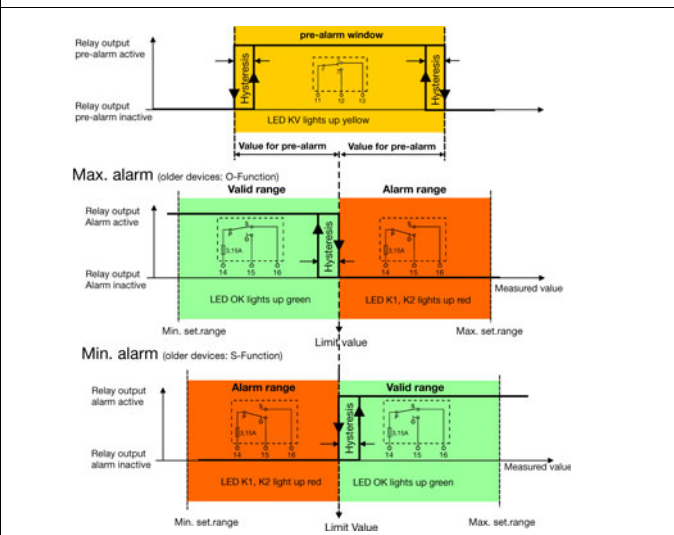 pre-alarm window
Relay output
pre-alarm active
Hysteresis
Hysteresis
11 12 13
Relay output
pre-alarm inactive
LED KV lights up yellow
Value for pre-alarm Value for pre-alarm
Max. alarm (older devices: O-Function)
Valid range Alarm range
Relay output
Alarm active
Hysteresis
3,15A 3,15A
14 15 16 14 15 16
Relay output
Alarm inactive
Measured value
LED OK lights up green LED K1, K2 lights up red
Min. set.range Max. set.range
Limit value
Min. alarm (older devices: S-Function)
Alarm range Valid range
Relay output
alarm active
Hysteresis
3,15A 3,15A
14 15 16 14 15 16
Relay output
alarm inactive
Measured value
LED K1, K2 light up red LED OK lights up green
Min. set.range Max. set.range
Limit Value